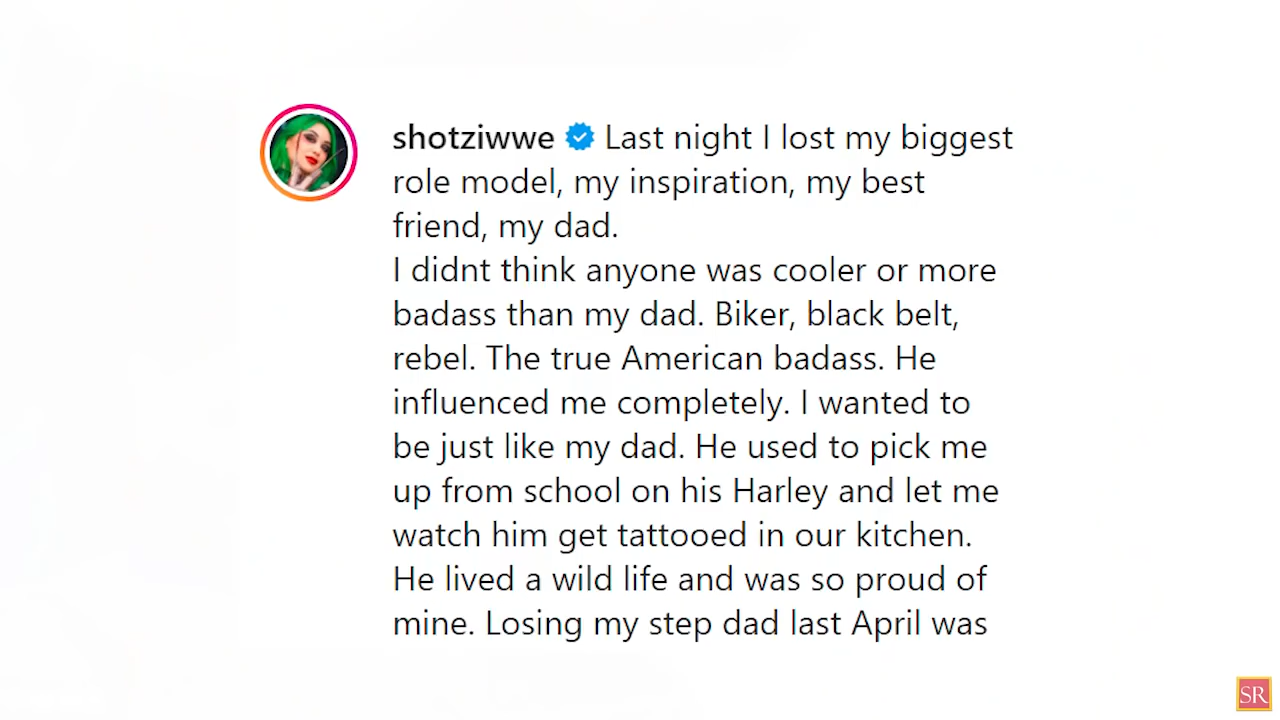 shotziwwe Last night I lost my biggest
role model, my inspiration, my best
friend, my dad.
I didnt think anyone was cooler or more
badass than my dad. Biker, black belt,
rebel. The true American badass. He
influenced me completely. I wanted to
be just like my dad. He used to pick me
up from school on his Harley and let me
watch him get tattooed in our kitchen.
He lived a wild life and was so proud of
mine. Losing my step dad last April was
SR